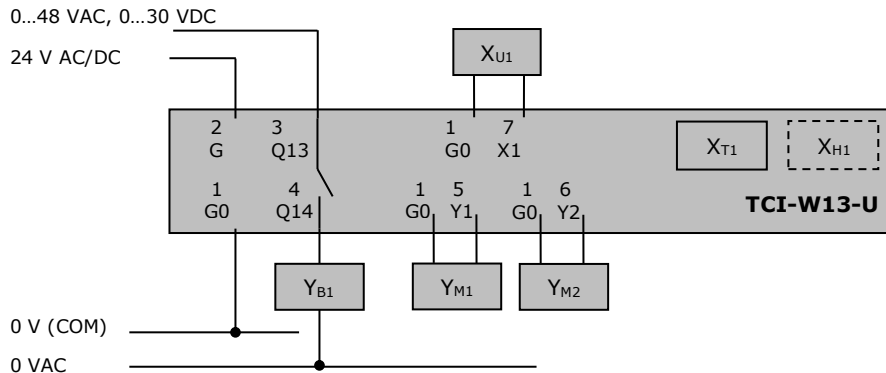 0...48 VAC, 0...30 VDC
24 V AC/DC
XU1
2 3 1 7
G Q13 G0 X1
XT1 XH1
1 4 1 5 1 6
G0 Q14 G0 Y1 G0 Y2
TCI-W13-U
YB1 YM1 YM2
0 V (COM)
0 VAC